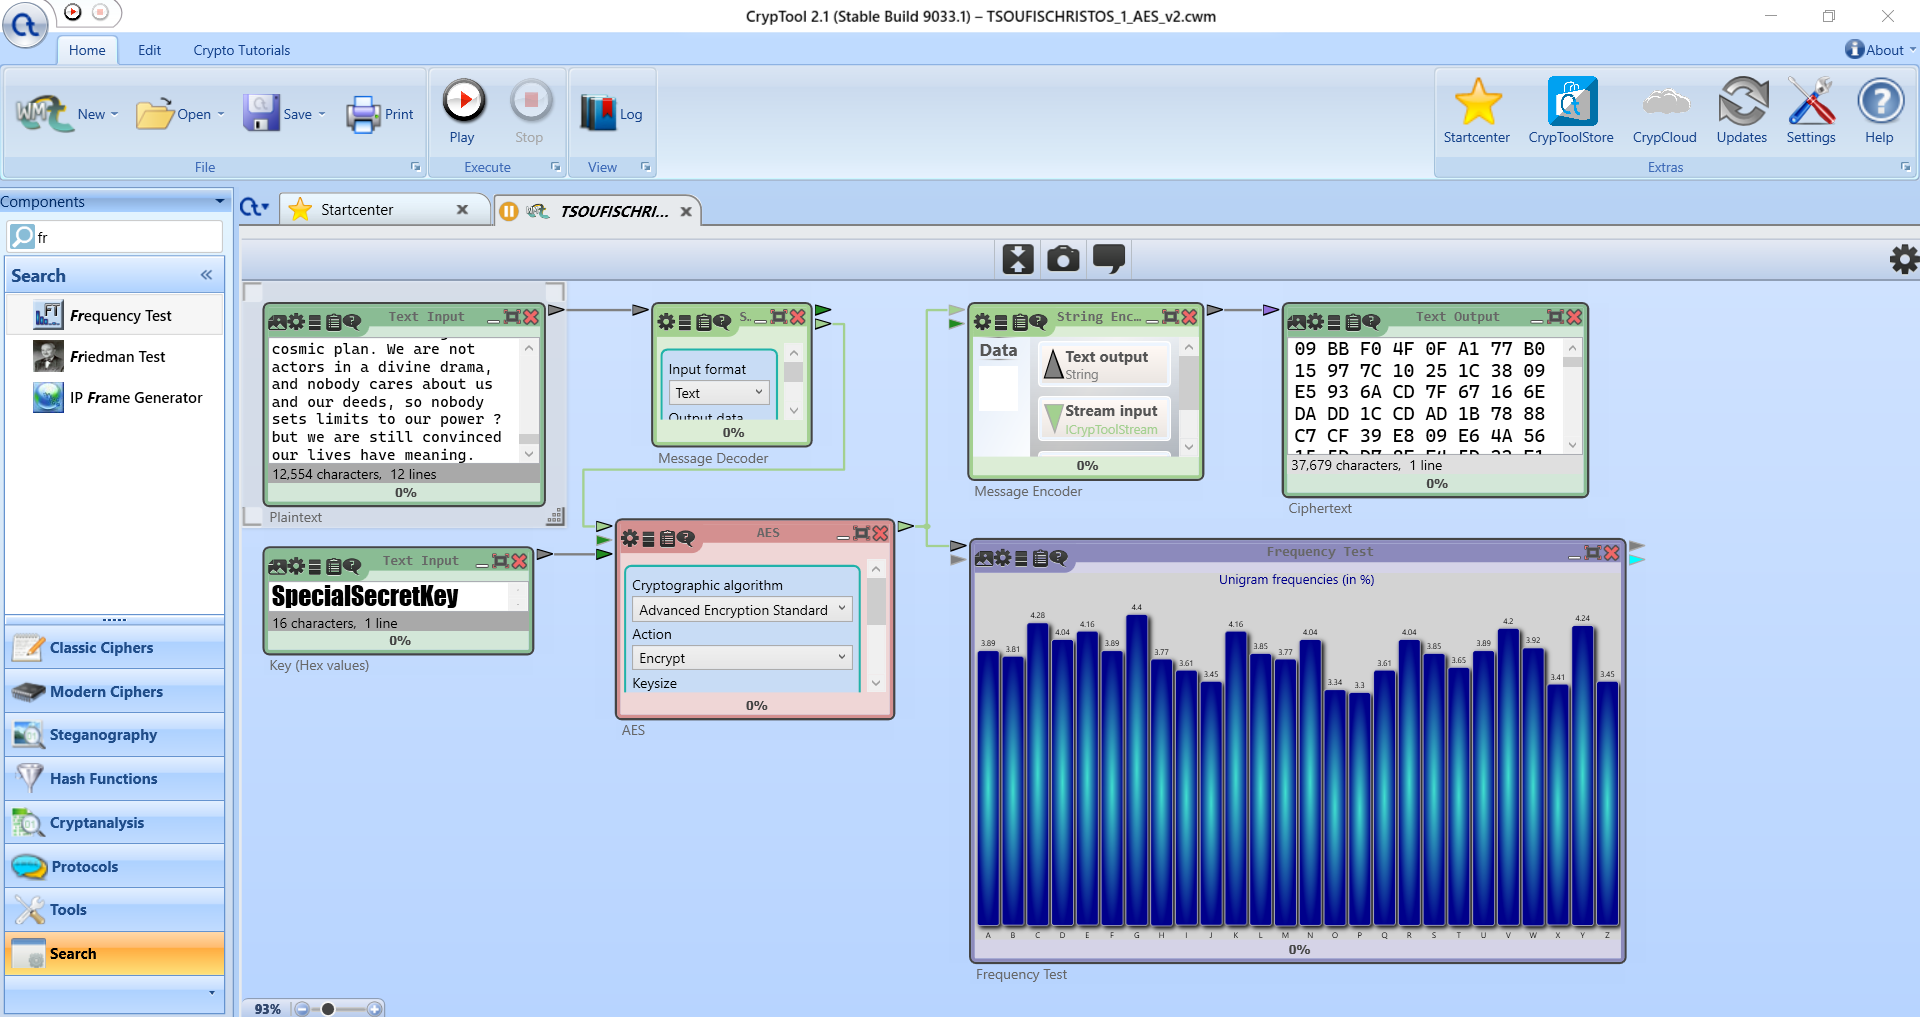 CrypTool 2.1 (Stable Build 9033.1) – TSOUFISCHRISTOS_1_AES_v2.cwm
Home Edit Crypto Tutorials About
New Open Save Print Play Stop Log Startcenter CrypToolStore CrypCloud Updates Settings Help
File Execute View Extras
Components
fr
Search
Frequency Test
Friedman Test
IP Frame Generator
Classic Ciphers
Modern Ciphers
Steganography
Hash Functions
Cryptanalysis
Protocols
Tools
Search
Startcenter TSOUFISCHRI...
Text Input
cosmic plan. We are not
actors in a divine drama,
and nobody cares about us
and our deeds, so nobody
sets limits to our power ?
but we are still convinced
our lives have meaning.
12,554 characters, 12 lines
0%
Plaintext
Text Input
SpecialSecretKey
16 characters, 1 line
0%
Key (Hex values)
S..
Input format
Text
Output data
0%
Message Decoder
AES
Cryptographic algorithm
Advanced Encryption Standard
Action
Encrypt
Keysize
0%
AES
String Enc...
Data
Text output
String
Stream input
ICrypToolStream
0%
Message Encoder
Text Output
09 BB F0 4F 0F A1 77 B0
15 97 7C 10 25 1C 38 09
E5 93 6A CD 7F 67 16 6E
DA DD 1C CD AD 1B 78 88
C7 CF 39 E8 09 E6 4A 56
37,679 characters, 1 line
0%
Ciphertext
Frequency Test
Unigram frequencies (in %)
3.89 3.81 4.28 4.04 4.16 3.89 4.4 3.77 3.61 3.45 4.16 3.85 3.77 4.04 3.34 3.3 3.61 4.04 3.85 3.65 3.89 4.2 3.92 3.41 4.24 3.45
A B C D E F G H I J K L M N O P Q R S T U V W X Y Z
0%
Frequency Test
93%